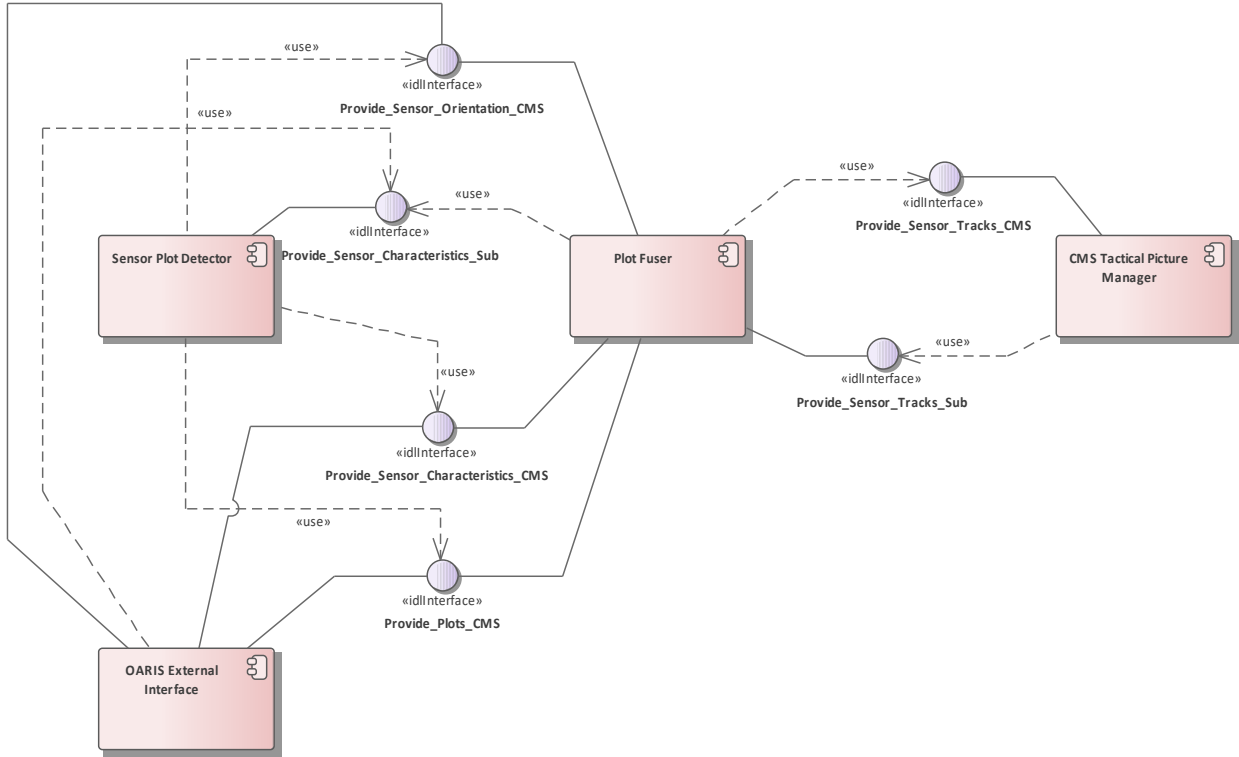 «use»
«idlInterface»
Provide_Sensor_Orientation_CMS
«use»
«use»
«use»
«idlInterface»
Provide_Sensor_Tracks_CMS
«idlInterface»
Provide_Sensor_Characteristics_Sub
Sensor Plot Detector
Plot Fuser
CMS Tactical Picture
Manager
«use»
«use»
«idlInterface»
Provide_Sensor_Tracks_Sub
«idlInterface»
Provide_Sensor_Characteristics_CMS
«use»
«idlInterface»
Provide_Plots_CMS
OARIS External
Interface